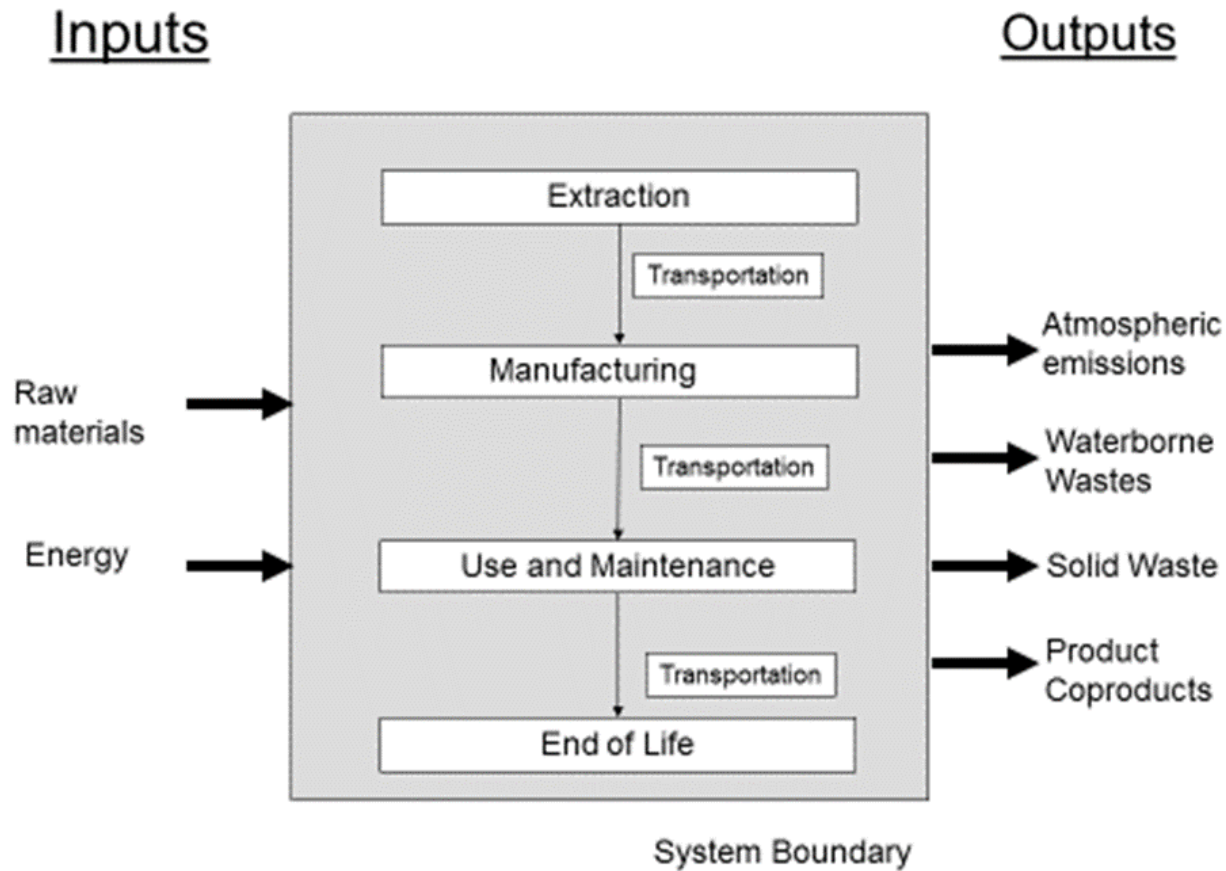 Inputs
Outputs
Extraction
Transportation
Manufacturing
Transportation
Use and Maintenance
Transportation
End of Life
Raw
materials
Energy
Atmospheric
emissions
Waterborne
Wastes
Solid Waste
Product
Coproducts
System Boundary